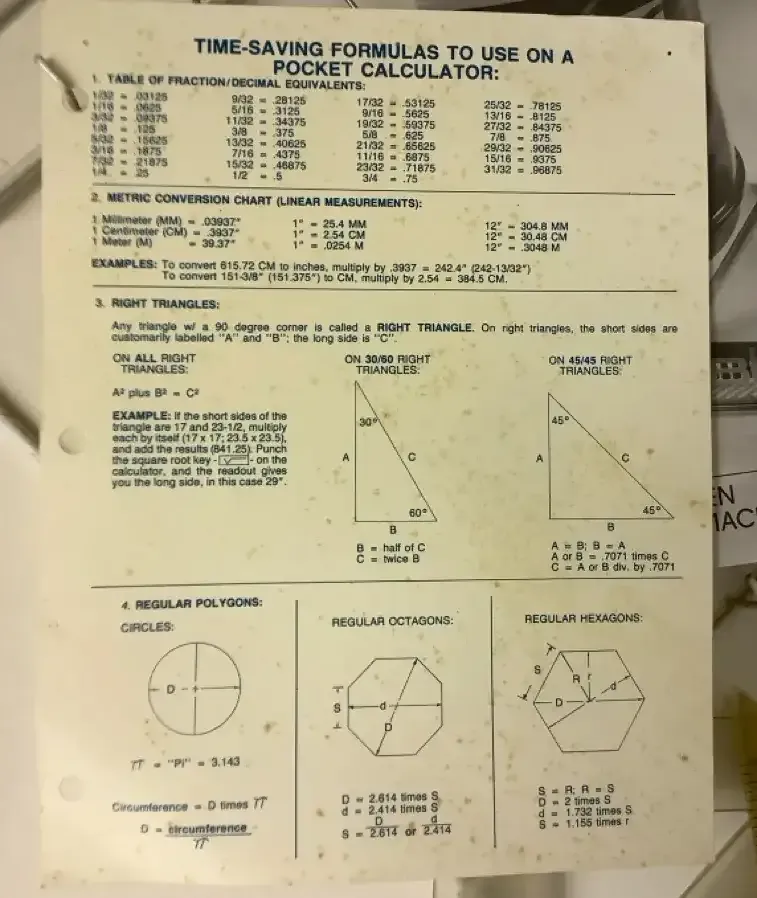 TIME-SAVING FORMULAS TO USE ON A
POCKET CALCULATOR:
1. TABLE OF FRACTION/DECIMAL EQUIVALENTS:
1/32 = .03125
1/16 = .0625
3/32 = .09375
1/8 = .125
5/32 = .15625
3/16 = .1875
7/32 = .21875
1/4 = .25
9/32 = .28125
5/16 = .3125
11/32 = .34375
3/8 = .375
13/32 = .40625
7/16 = .4375
15/32 = .46875
1/2 = .5
17/32 = .53125
9/16 = .5625
19/32 = .59375
5/8 = .625
21/32 = .65625
11/16 = .6875
23/32 = .71875
3/4 = .75
25/32 = .78125
13/16 = .8125
27/32 = .84375
7/8 = .875
29/32 = .90625
15/16 = .9375
31/32 = .96875
2. METRIC CONVERSION CHART (LINEAR MEASUREMENTS):
1 Millimeter (MM) = .03937"
1 Centimeter (CM) = .3937"
1 Meter (M) = 39.37"
1" = 25.4 MM
1" = 2.54 CM
1" = .0254 M
12" = 304.8 MM
12" = 30.48 CM
12" = .3048 M
EXAMPLES: To convert 615.72 CM to inches, multiply by .3937 = 242.4" (242-13/32")
To convert 151-3/8" (151.375") to CM, multiply by 2.54 = 384.5 CM.
3. RIGHT TRIANGLES:
Any triangle w/ a 90 degree corner is called a RIGHT TRIANGLE. On right triangles, the short sides are
customarily labelled "A" and "B"; the long side is "C".
ON ALL RIGHT
TRIANGLES:
A² plus B² = C²
EXAMPLE: If the short sides of the
triangle are 17 and 23-1/2, multiply
each by itself (17 x 17; 23.5 x 23.5),
and add the results (841.25). Punch
the square root key - √ - on the
calculator, and the readout gives
you the long side, in this case 29".
ON 30/60 RIGHT
TRIANGLES:
30°
A
C
60°
B
B = half of C
C = twice B
ON 45/45 RIGHT
TRIANGLES:
45°
A
C
45°
B
A = B; B = A
A or B = .7071 times C
C = A or B div. by .7071
4. REGULAR POLYGONS:
CIRCLES:
D
π = "Pi" = 3.143
Circumference = D times π
D = circumference
π
REGULAR OCTAGONS:
S
d
D
D = 2.614 times S
d = 2.414 times S
S = D/2.614 or d/2.414
REGULAR HEXAGONS:
S
R
r
d
D
S = R; R = S
D = 2 times S
d = 1.732 times S
S = 1.155 times r
EN